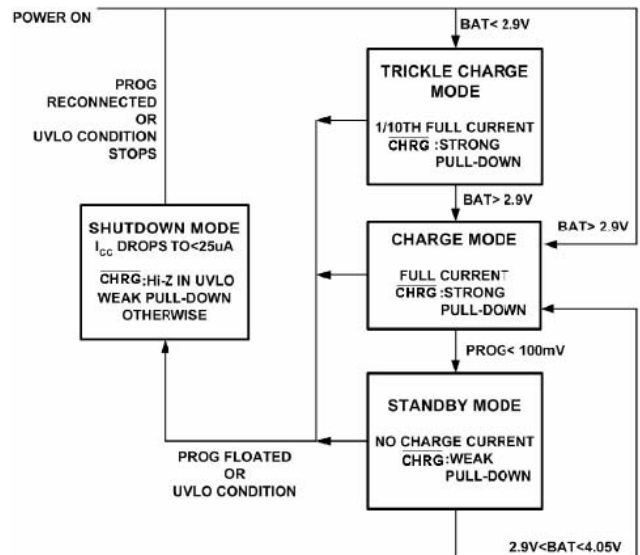 POWER ON
BAT< 2.9V
TRICKLE CHARGE
MODE
1/10TH FULL CURRENT
CHRG :STRONG
PULL-DOWN
PROG
RECONNECTED
OR
UVLO CONDITION
STOPS
BAT> 2.9V
BAT> 2.9V
SHUTDOWN MODE
ICC DROPS TO<25uA
CHRG:Hi-Z IN UVLO
WEAK PULL-DOWN
OTHERWISE
CHARGE MODE
FULL CURRENT
CHRG :STRONG
PULL-DOWN
PROG< 100mV
STANDBY MODE
NO CHARGE CURRENT
CHRG :WEAK
PULL-DOWN
PROG FLOATED
OR
UVLO CONDITION
2.9V<BAT<4.05V